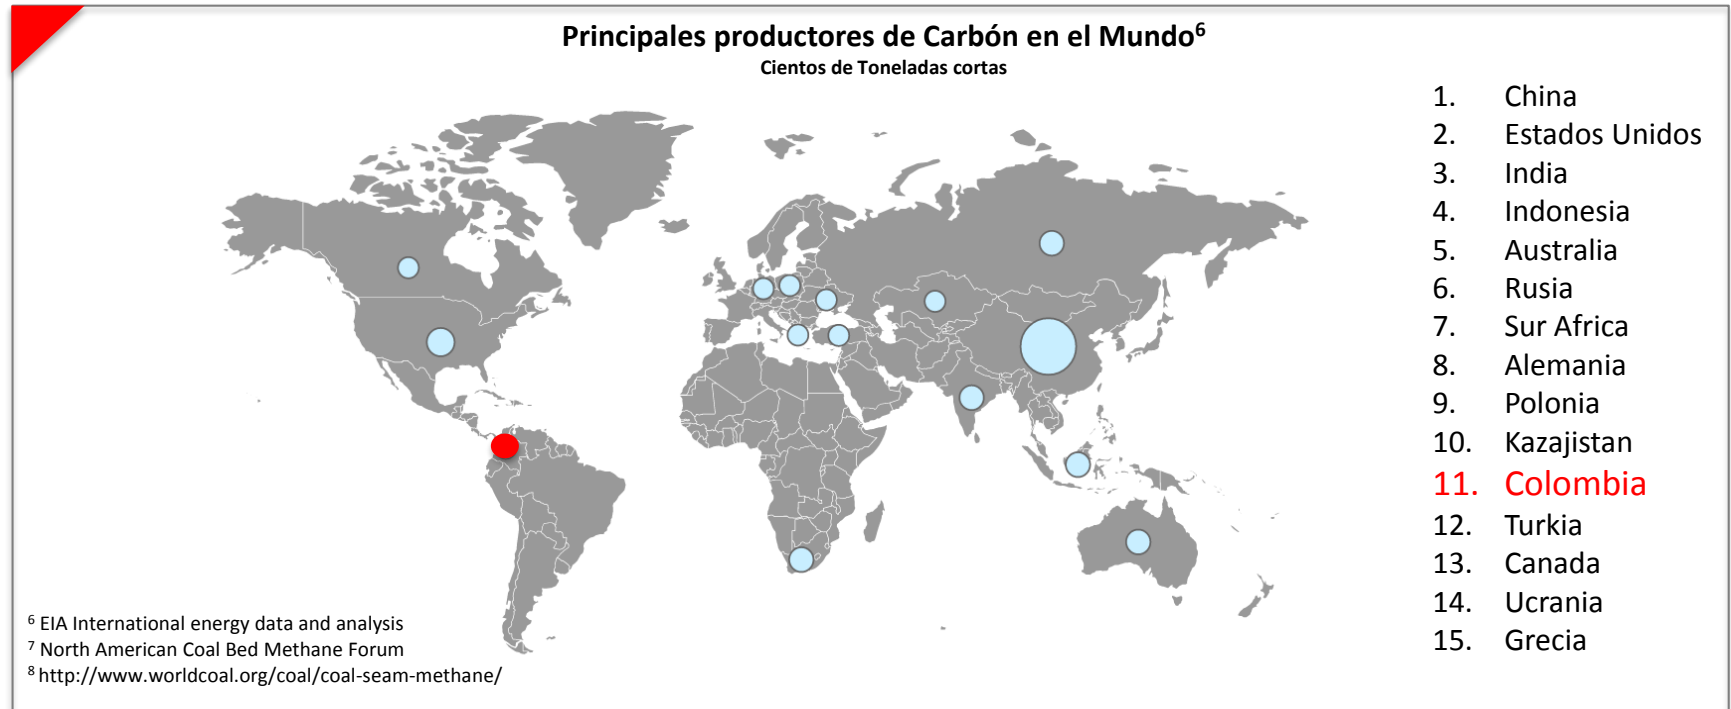 Principales productores de Carbón en el Mundo⁶
Cientos de Toneladas cortas
1. China
2. Estados Unidos
3. India
4. Indonesia
5. Australia
6. Rusia
7. Sur Africa
8. Alemania
9. Polonia
10. Kazajistan
11. Colombia
12. Turkia
13. Canada
14. Ucrania
15. Grecia
⁶ EIA International energy data and analysis
⁷ North American Coal Bed Methane Forum
⁸ http://www.worldcoal.org/coal/coal-seam-methane/